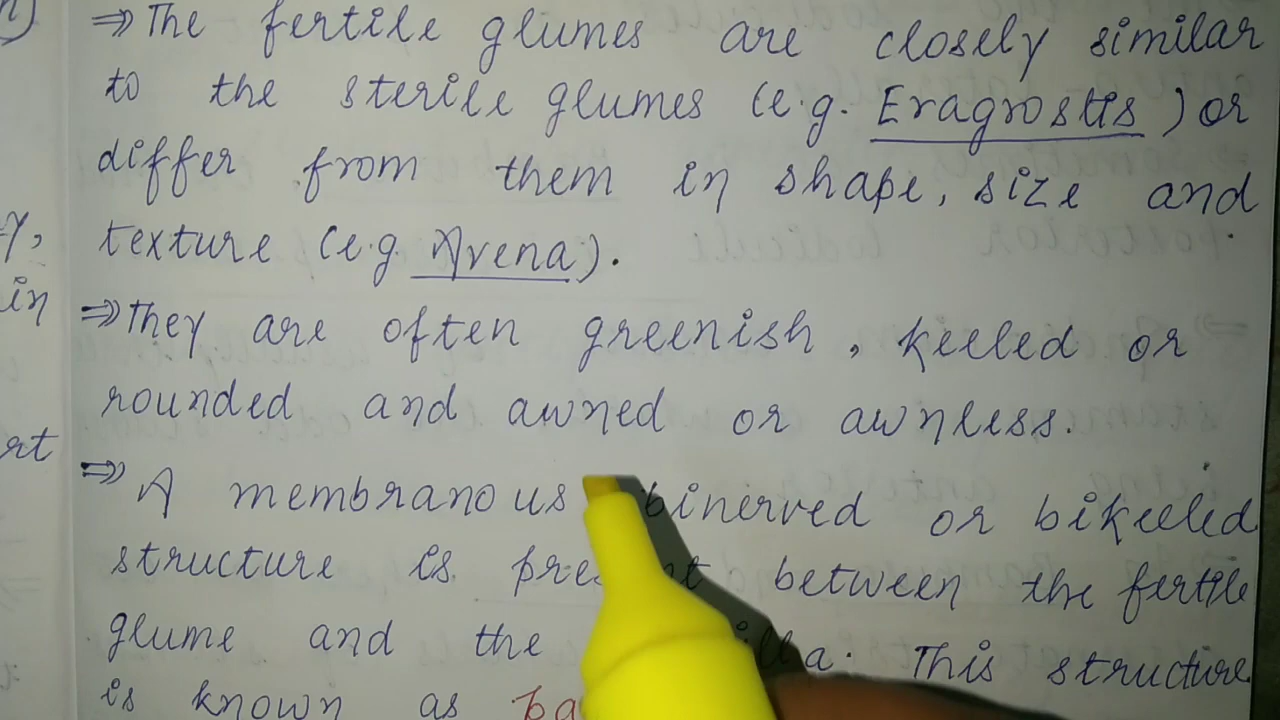 ⇒ The fertile glumes are closely similar
to the sterile glumes (e.g. Eragrostis) or
differ from them in shape, size and
texture (e.g. Avena).
⇒ They are often greenish, keeled or
rounded and awned or awnless.
⇒ A membranous binerved or bikeeled
structure is between the fertile
glume and the This structure
is known as
y,
in
rt